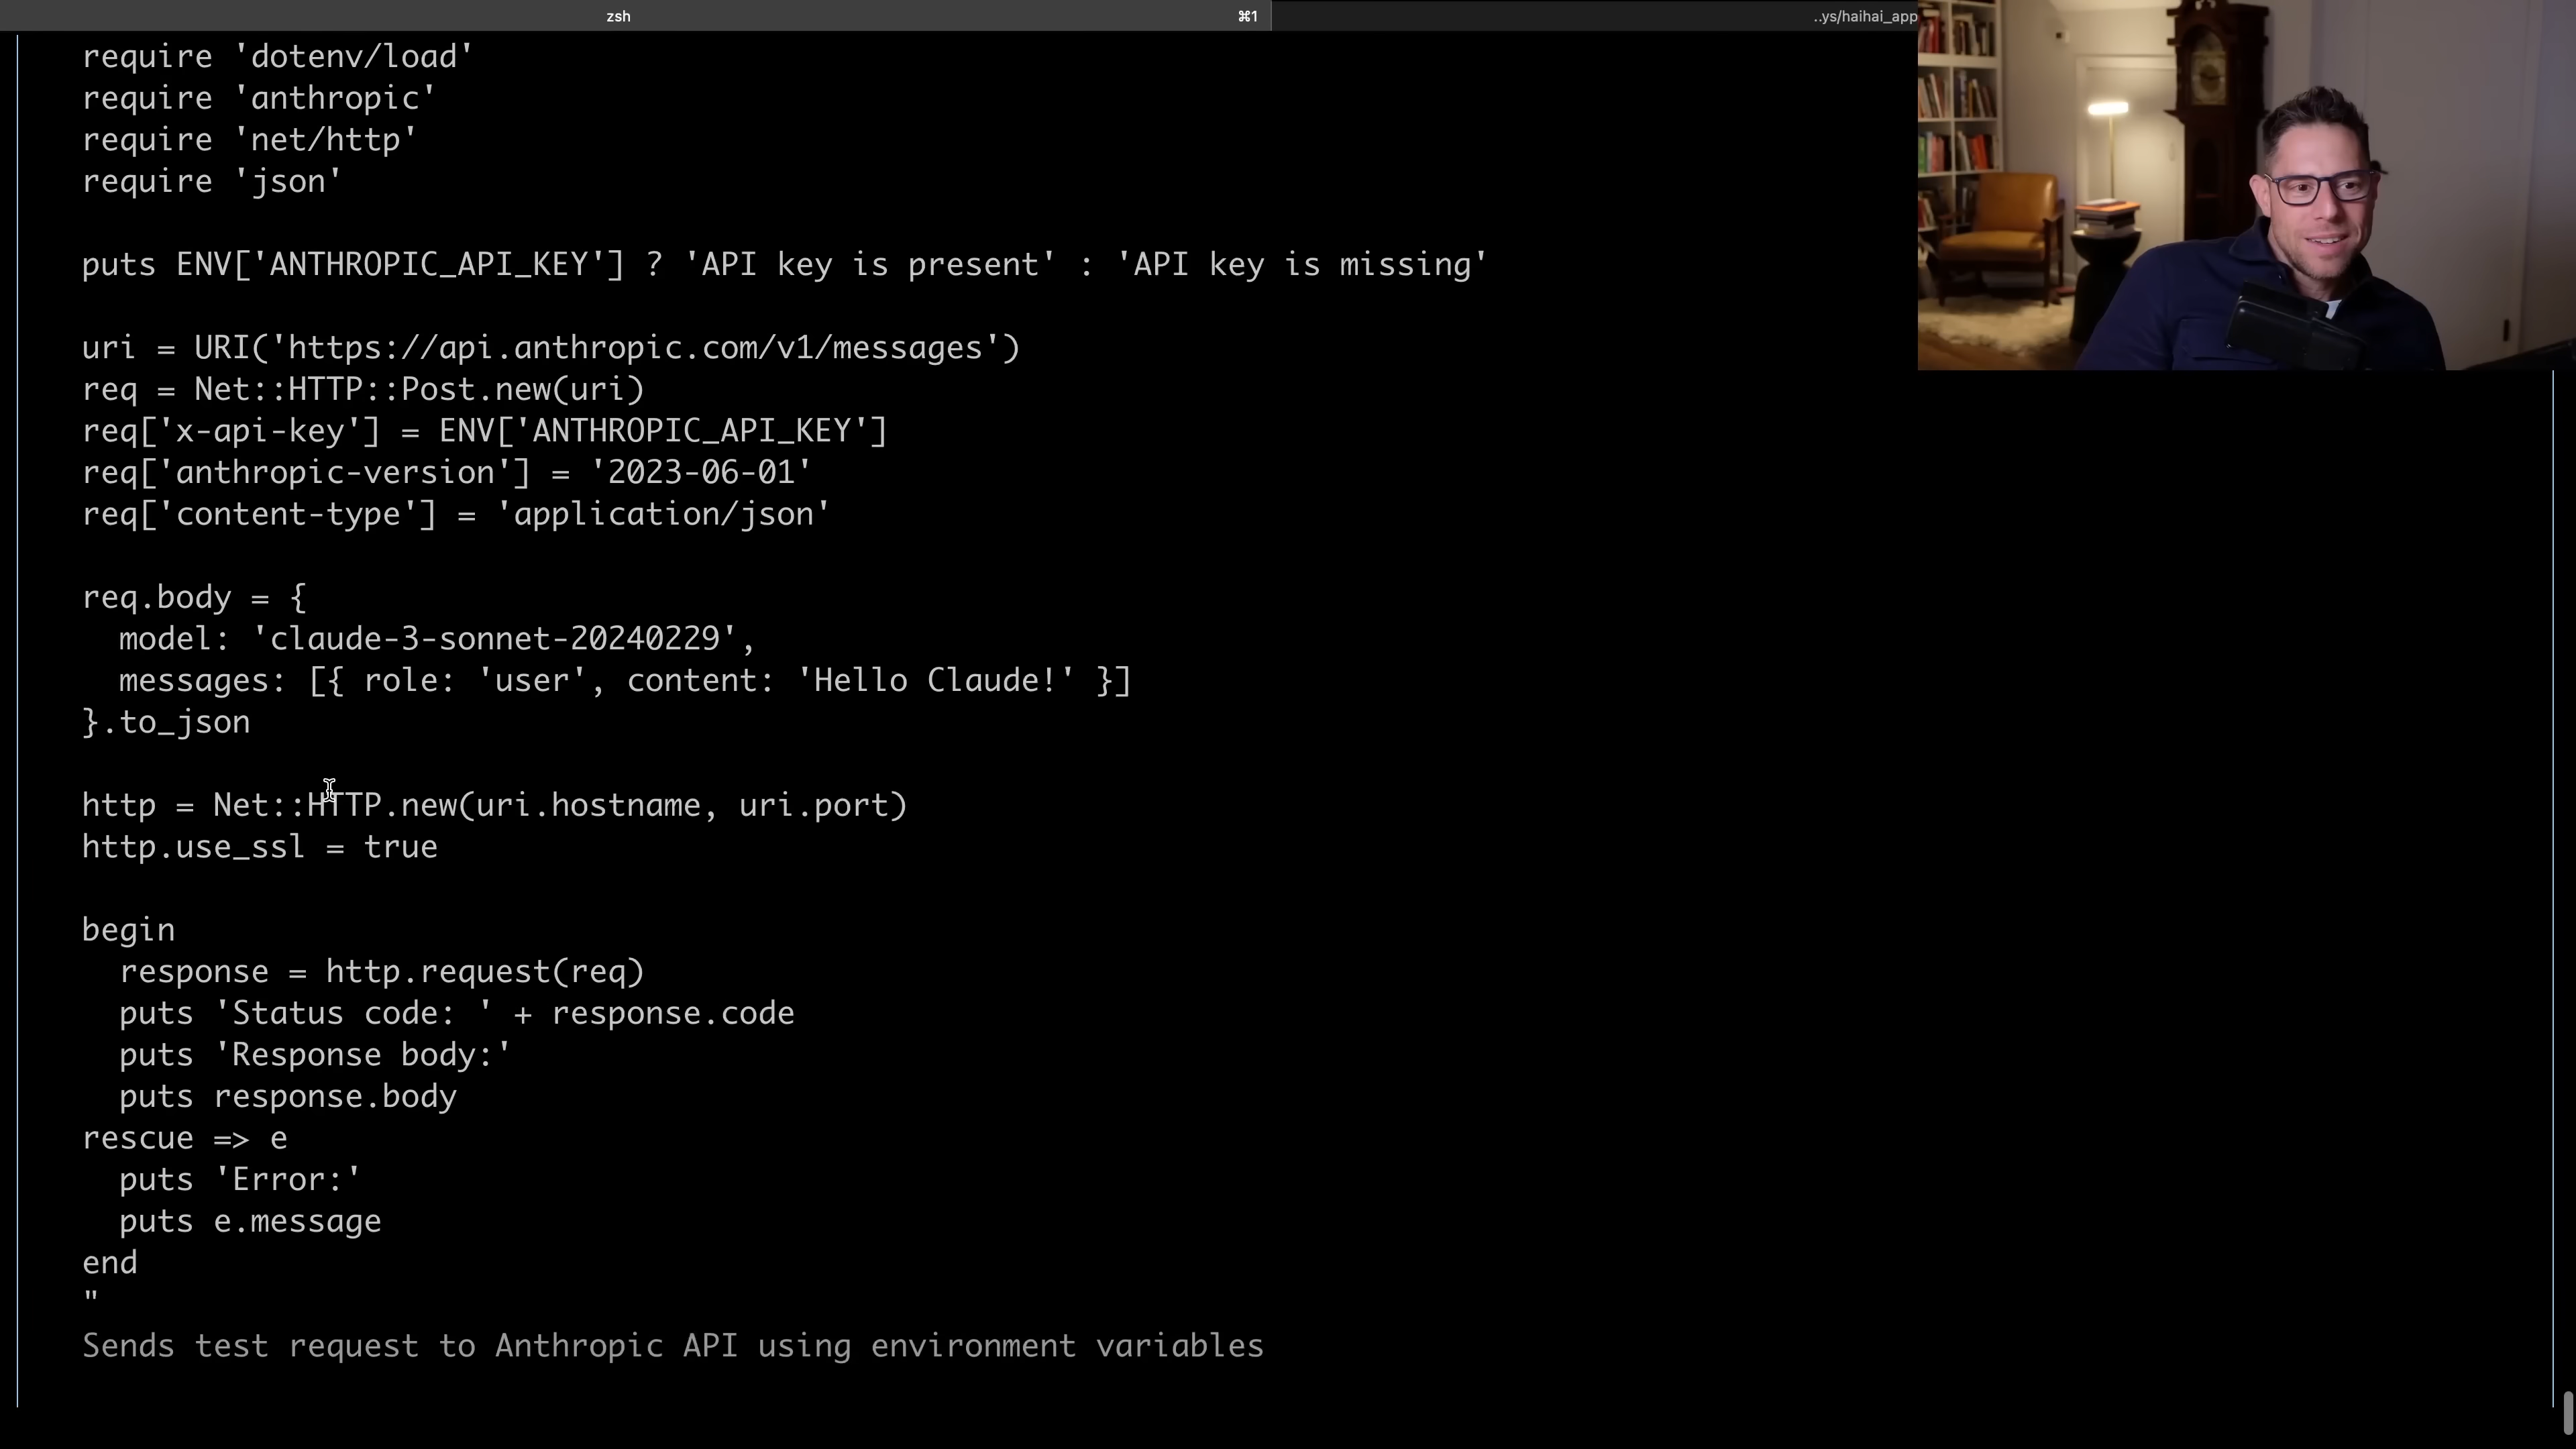 zsh
⌘1
..ys/haihai_app
require 'dotenv/load'
require 'anthropic'
require 'net/http'
require 'json'
puts ENV['ANTHROPIC_API_KEY'] ? 'API key is present' : 'API key is missing'
uri = URI('https://api.anthropic.com/v1/messages')
req = Net::HTTP::Post.new(uri)
req['x-api-key'] = ENV['ANTHROPIC_API_KEY']
req['anthropic-version'] = '2023-06-01'
req['content-type'] = 'application/json'
req.body = {
  model: 'claude-3-sonnet-20240229',
  messages: [{ role: 'user', content: 'Hello Claude!' }]
}.to_json
http = Net::HTTP.new(uri.hostname, uri.port)
http.use_ssl = true
begin
  response = http.request(req)
  puts 'Status code: ' + response.code
  puts 'Response body:'
  puts response.body
rescue => e
  puts 'Error:'
  puts e.message
end
"
Sends test request to Anthropic API using environment variables